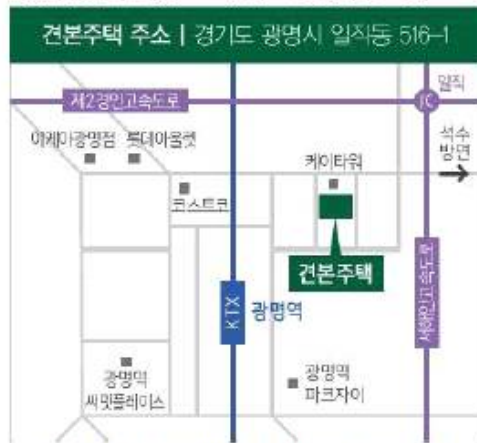 견본주택 주소 | 경기도 광명시 일직동 516-1
제2경인고속도로
IC
일직
이케아광명점
롯데아울렛
석수
방면
케이타워
코스트코
견본주택
서해안고속도로
KTX
광명역
광명역
써밋플레이스
광명역
파크자이